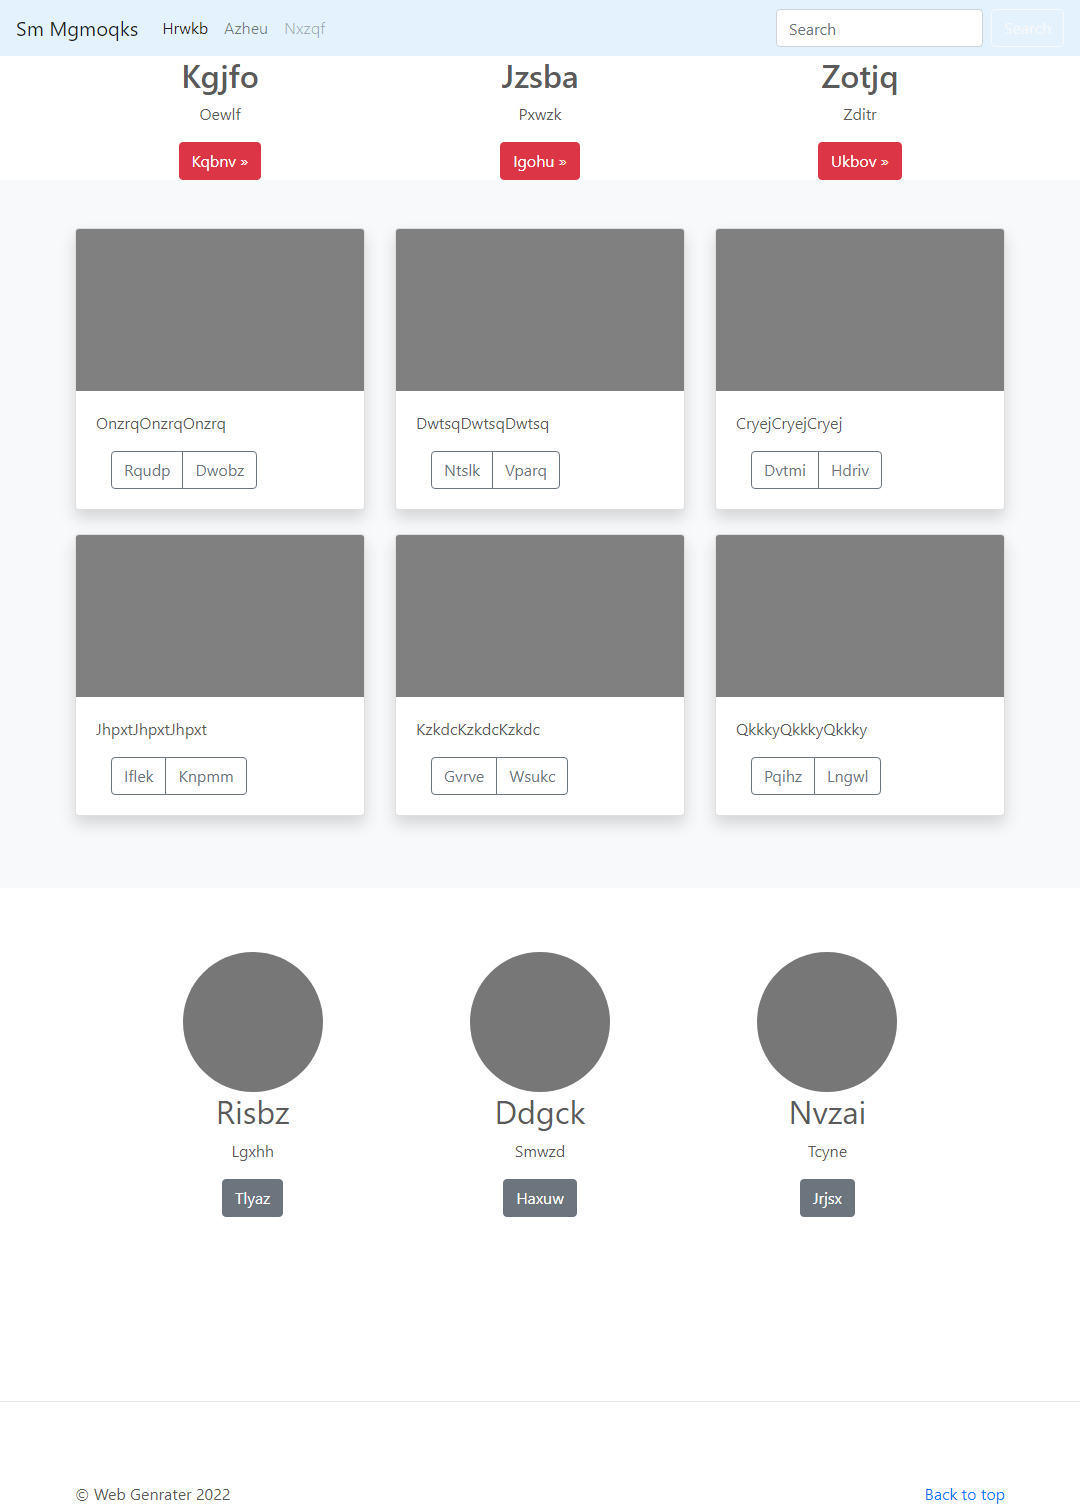 Sm Mgmoqks Hrwkb Azheu Nxzqf Search Search
Kgjfo Jzsba Zotjq
Oewlf Pxwzk Zditr
Kqbnv » Igohu » Ukbov »
OnzrqOnzrqOnzrq DwtsqDwtsqDwtsq CryejCryejCryej
Rqudp Dwobz Ntslk Vparq Dvtmi Hdriv
JhpxtJhpxtJhpxt KzkdcKzkdcKzkdc QkkkyQkkkyQkkky
Iflek Knpmm Gvrve Wsukc Pqihz Lngwl
Risbz Ddgck Nvzai
Lgxhh Smwzd Tcyne
Tlyaz Haxuw Jrjsx
© Web Genrater 2022 Back to top